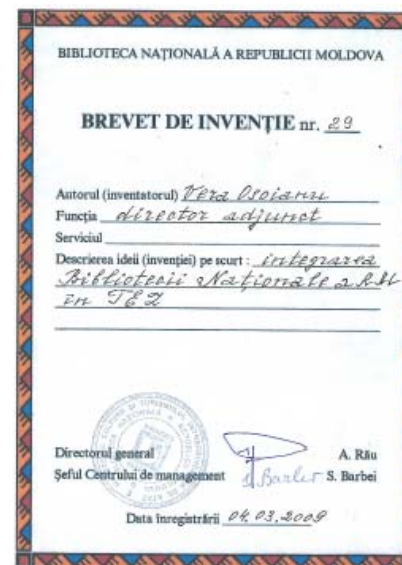 BIBLIOTECA NAȚIONALĂ A REPUBLICII MOLDOVA
BREVET DE INVENȚIE nr. 29
Autorul (inventatorul) Vera Osoianu
Funcția director adjunct
Serviciul
Descrierea ideii (invenției) pe scurt: integrarea
Bibliotecii Naționale a R.M.
în TEL
Directorul general A. Rău
Șeful Centrului de management S. Barbei
Data înregistrării 04.03.2009